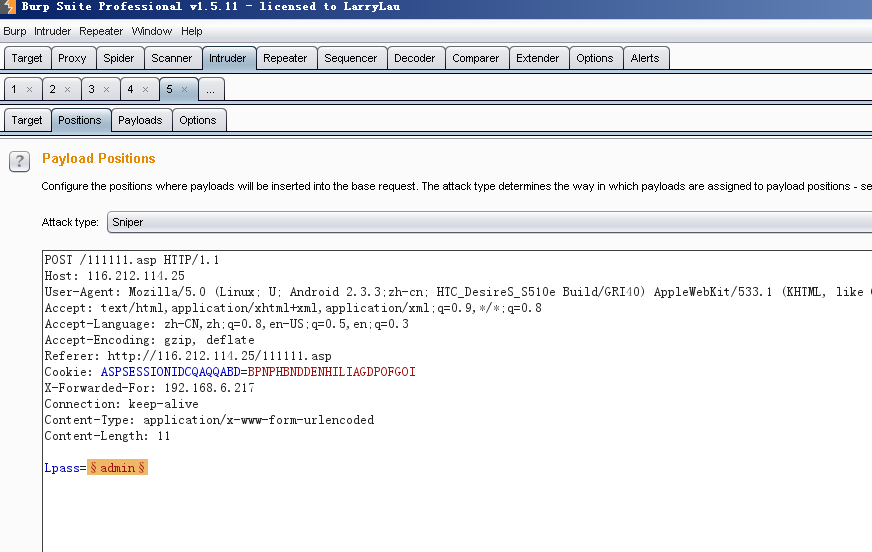 Burp Suite Professional v1.5.11 - licensed to LarryLau
Burp Intruder Repeater Window Help
Target Proxy Spider Scanner Intruder Repeater Sequencer Decoder Comparer Extender Options Alerts
1 × 2 × 3 × 4 × 5 × ...
Target Positions Payloads Options
? Payload Positions
Configure the positions where payloads will be inserted into the base request. The attack type determines the way in which payloads are assigned to payload positions - se
Attack type: Sniper
POST /111111.asp HTTP/1.1
Host: 116.212.114.25
User-Agent: Mozilla/5.0 (Linux; U; Android 2.3.3;zh-cn; HTC_DesireS_S510e Build/GRI40) AppleWebKit/533.1 (KHTML, like
Accept: text/html,application/xhtml+xml,application/xml;q=0.9,*/*;q=0.8
Accept-Language: zh-CN,zh;q=0.8,en-US;q=0.5,en;q=0.3
Accept-Encoding: gzip, deflate
Referer: http://116.212.114.25/111111.asp
Cookie: ASPSESSIONIDCQAQQABD=BPNPHBNDDENHILIAGDPOFGOI
X-Forwarded-For: 192.168.6.217
Connection: keep-alive
Content-Type: application/x-www-form-urlencoded
Content-Length: 11
Lpass=§admin§